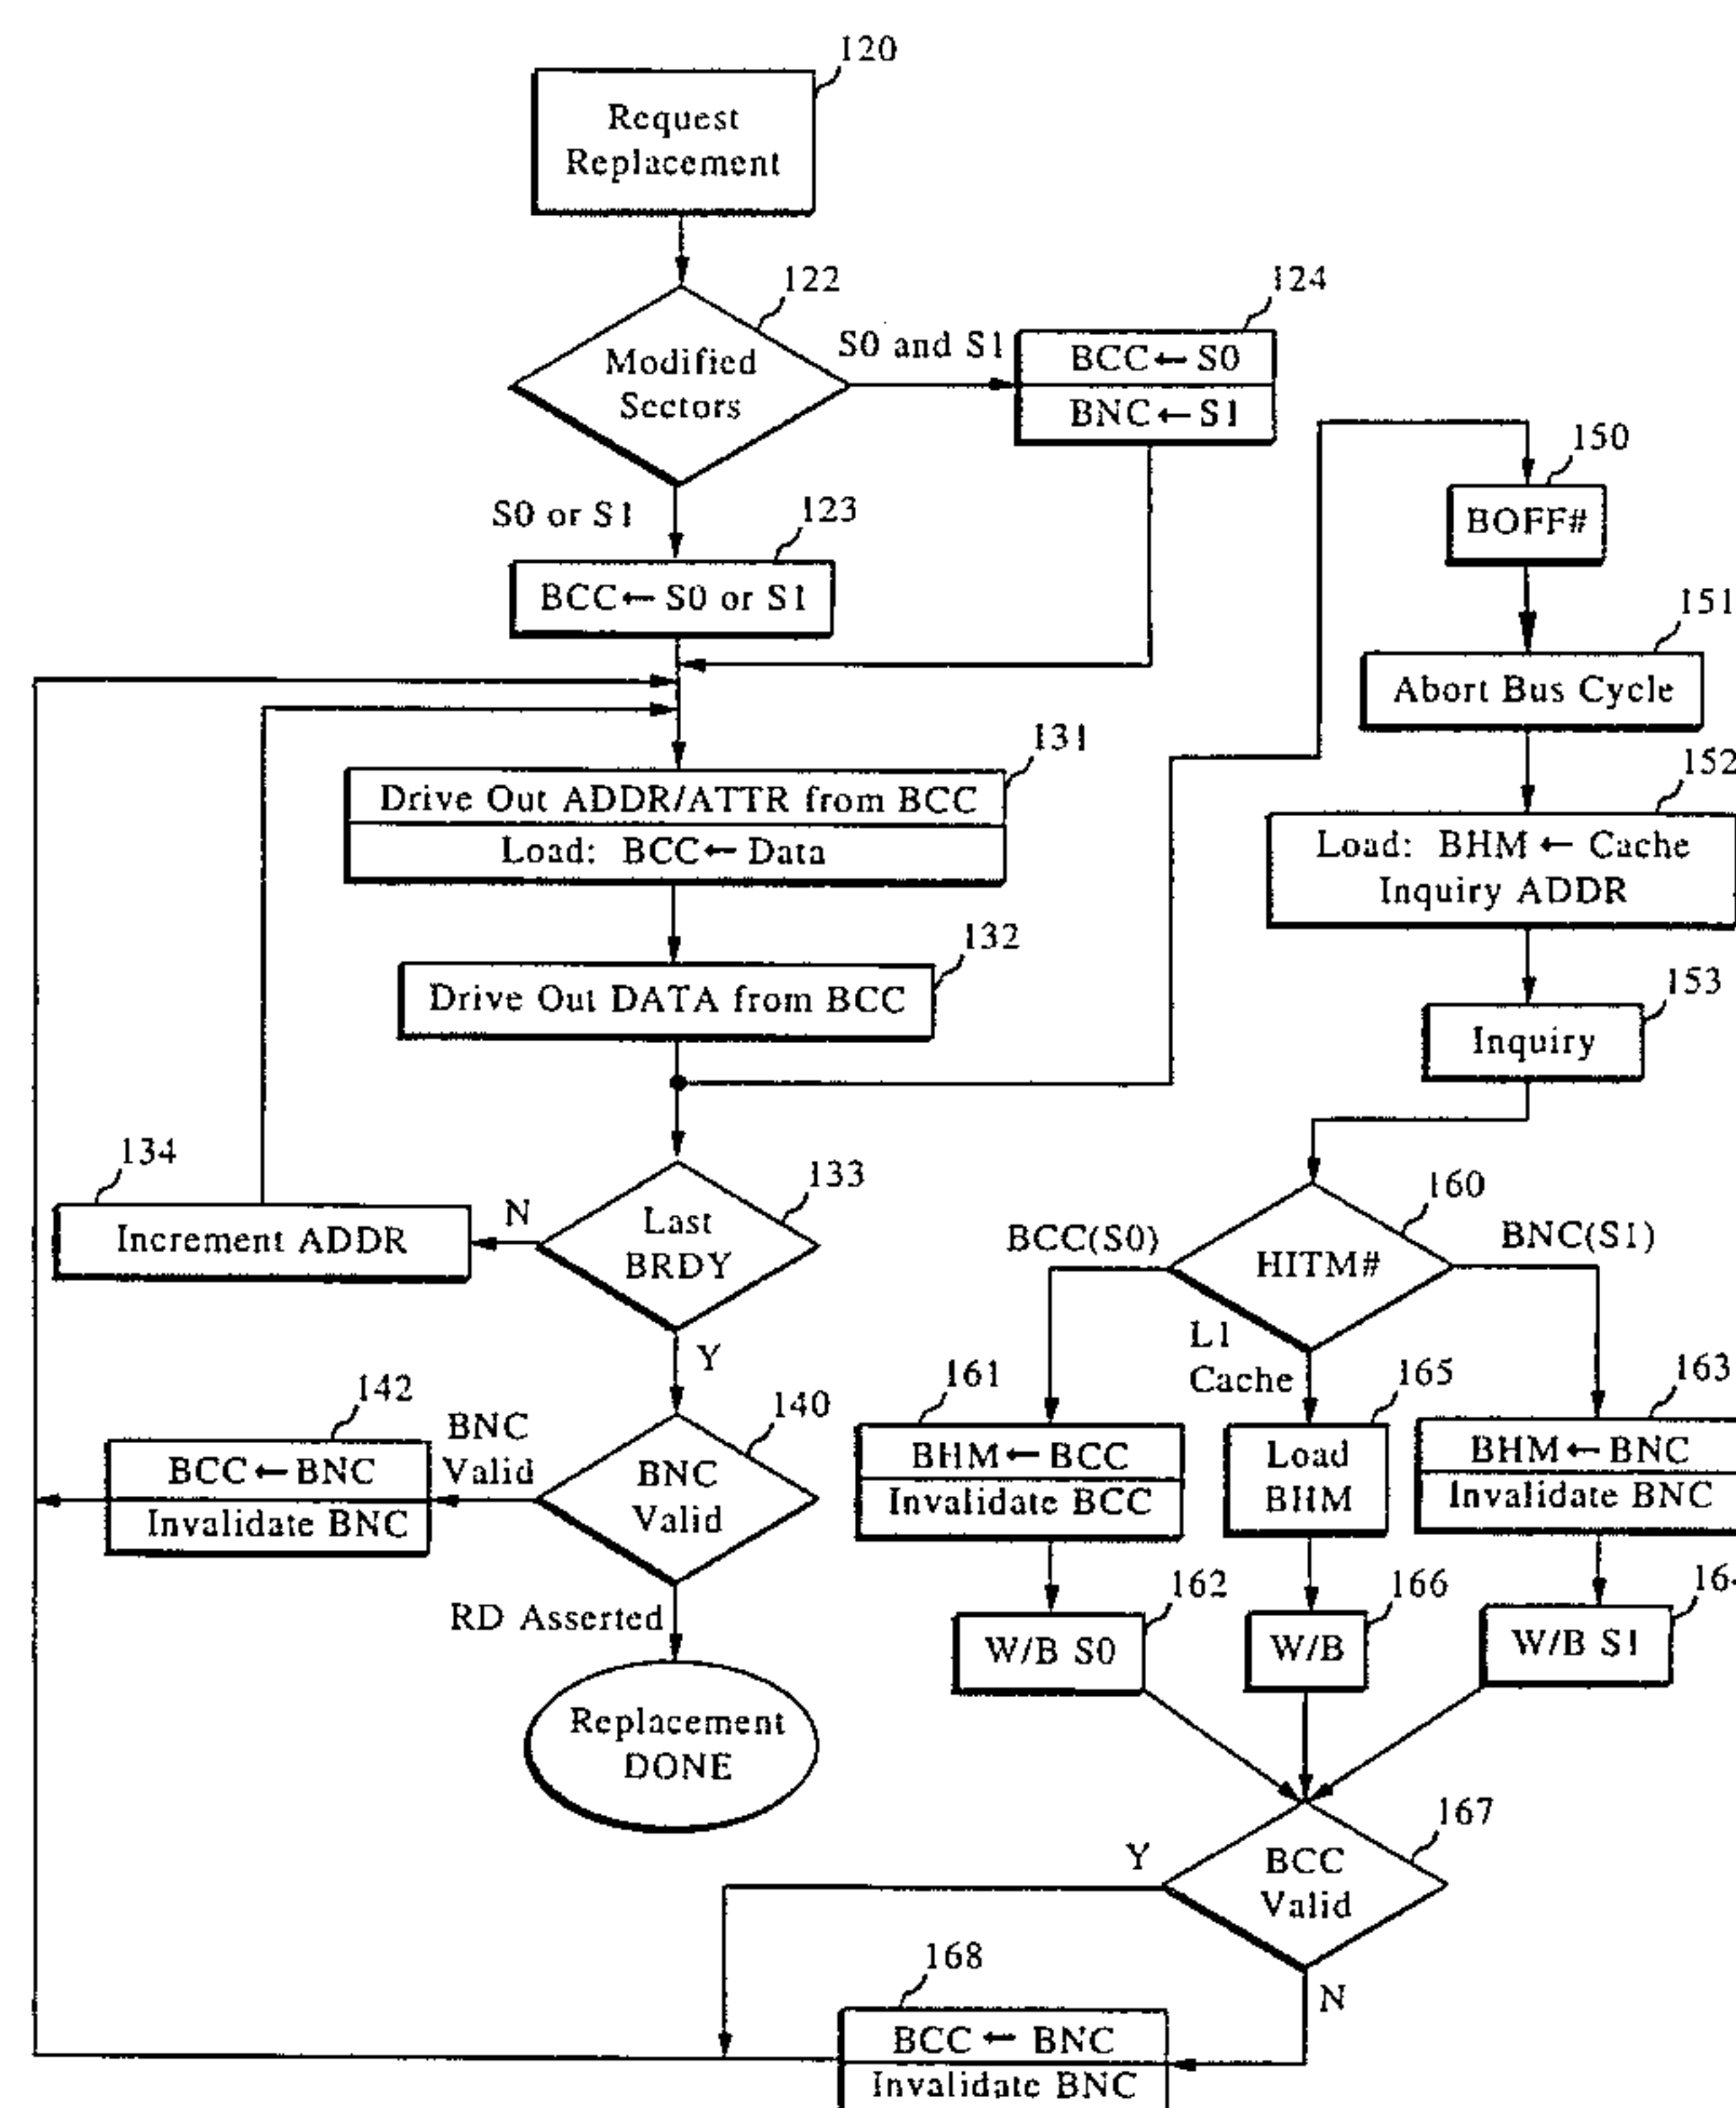 120
Request
Replacement
122
Modified
Sectors
S0 and S1
124
BCC ← S0
BNC ← S1
S0 or S1
123
BCC ← S0 or S1
150
BOFF#
151
Abort Bus Cycle
131
Drive Out ADDR/ATTR from BCC
Load: BCC ← Data
152
Load: BHM ← Cache
Inquiry ADDR
132
Drive Out DATA from BCC
153
Inquiry
134
Increment ADDR
N
133
Last
BRDY
Y
160
HITM#
BCC(S0)
BNC(S1)
L1
Cache
142
BCC ← BNC
Invalidate BNC
BNC
Valid
140
BNC
Valid
161
BHM ← BCC
Invalidate BCC
165
Load
BHM
163
BHM ← BNC
Invalidate BNC
RD Asserted
Replacement
DONE
162
W/B S0
166
W/B
164
W/B S1
167
BCC
Valid
Y
N
168
BCC ← BNC
Invalidate BNC